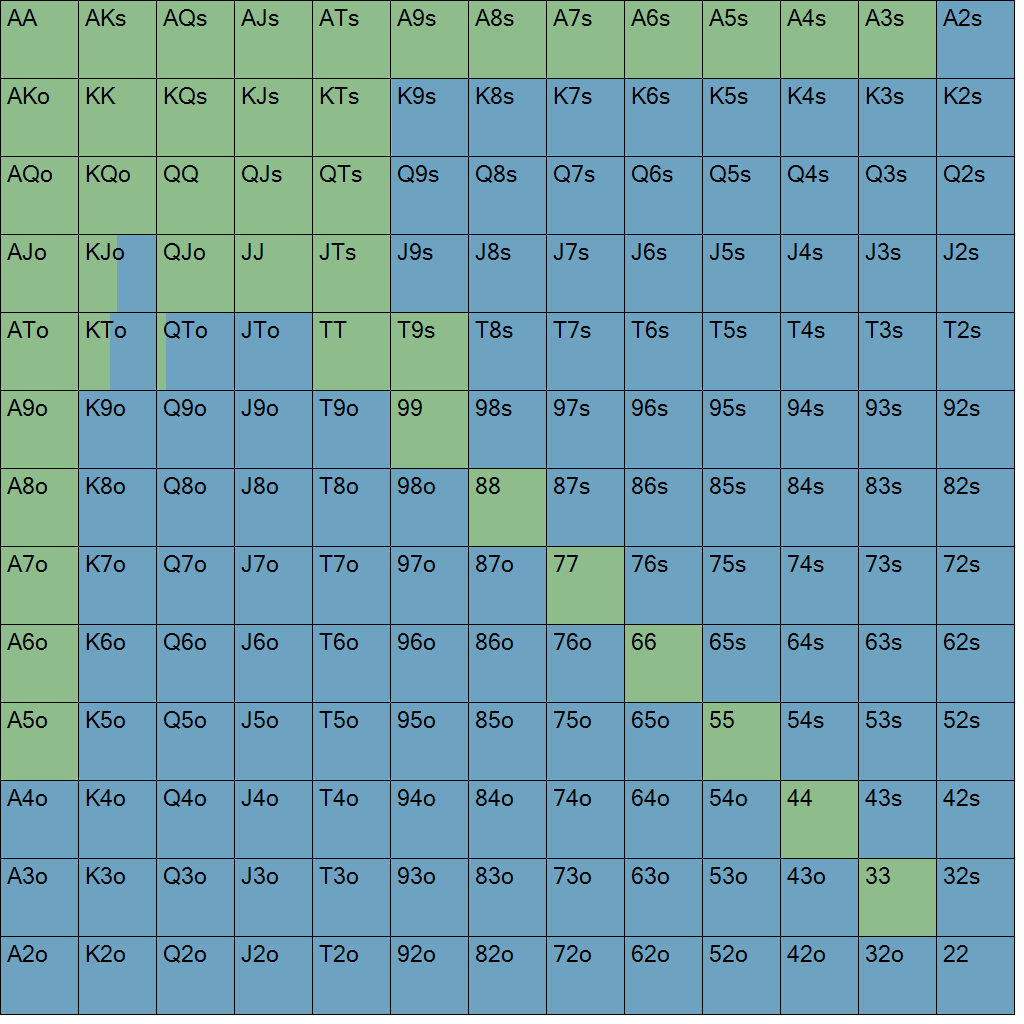 AA AKs AQs AJs ATs A9s A8s A7s A6s A5s A4s A3s A2s
AKo KK KQs KJs KTs K9s K8s K7s K6s K5s K4s K3s K2s
AQo KQo QQ QJs QTs Q9s Q8s Q7s Q6s Q5s Q4s Q3s Q2s
AJo KJo QJo JJ JTs J9s J8s J7s J6s J5s J4s J3s J2s
ATo KTo QTo JTo TT T9s T8s T7s T6s T5s T4s T3s T2s
A9o K9o Q9o J9o T9o 99 98s 97s 96s 95s 94s 93s 92s
A8o K8o Q8o J8o T8o 98o 88 87s 86s 85s 84s 83s 82s
A7o K7o Q7o J7o T7o 97o 87o 77 76s 75s 74s 73s 72s
A6o K6o Q6o J6o T6o 96o 86o 76o 66 65s 64s 63s 62s
A5o K5o Q5o J5o T5o 95o 85o 75o 65o 55 54s 53s 52s
A4o K4o Q4o J4o T4o 94o 84o 74o 64o 54o 44 43s 42s
A3o K3o Q3o J3o T3o 93o 83o 73o 63o 53o 43o 33 32s
A2o K2o Q2o J2o T2o 92o 82o 72o 62o 52o 42o 32o 22